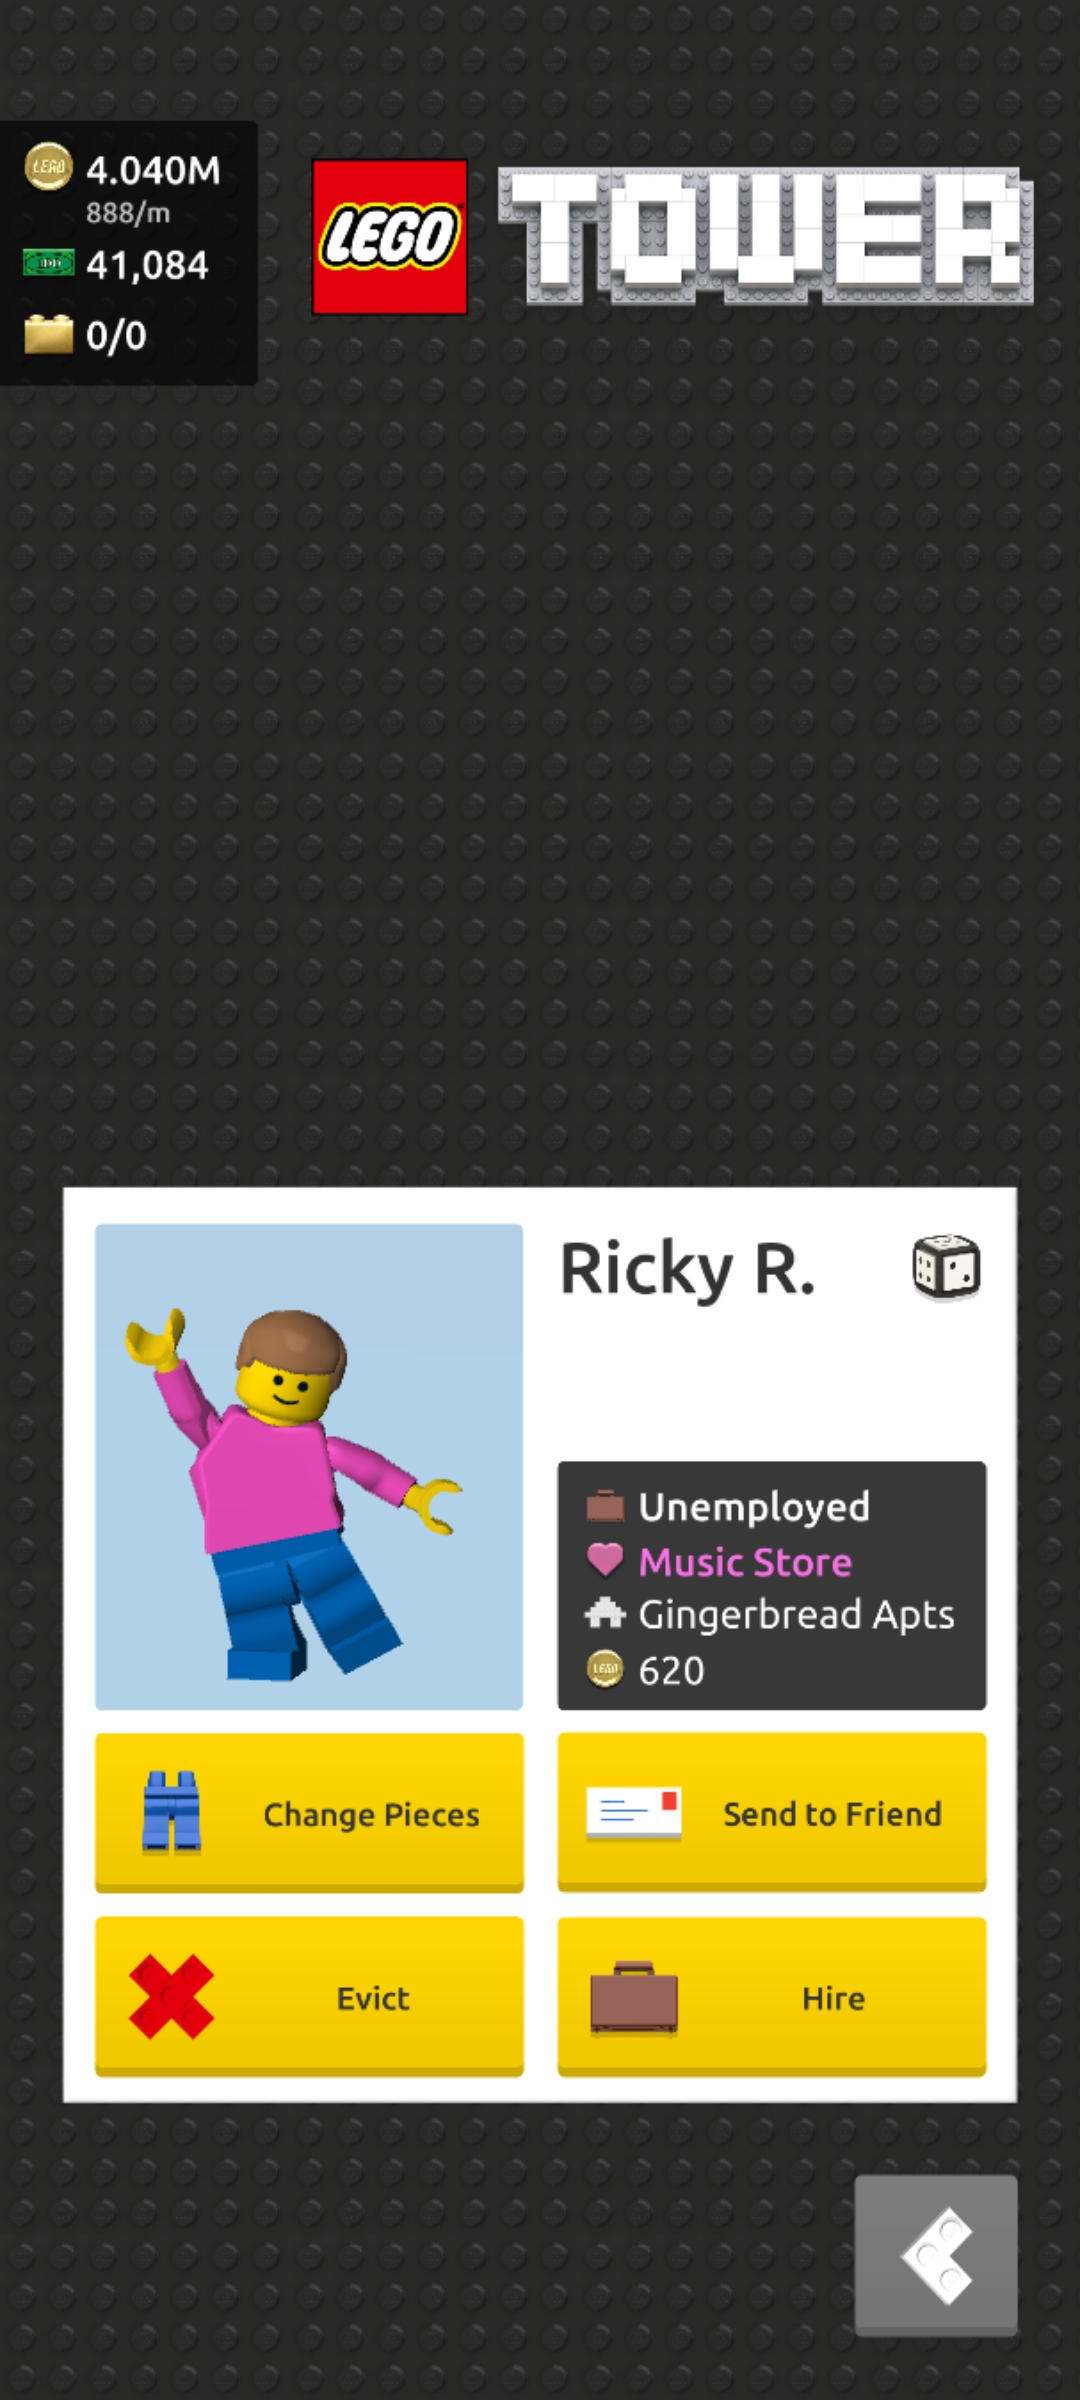 4.040M
888/m
41,084
0/0
LEGO
TOWER
Ricky R.
Unemployed
Music Store
Gingerbread Apts
620
Change Pieces
Send to Friend
Evict
Hire